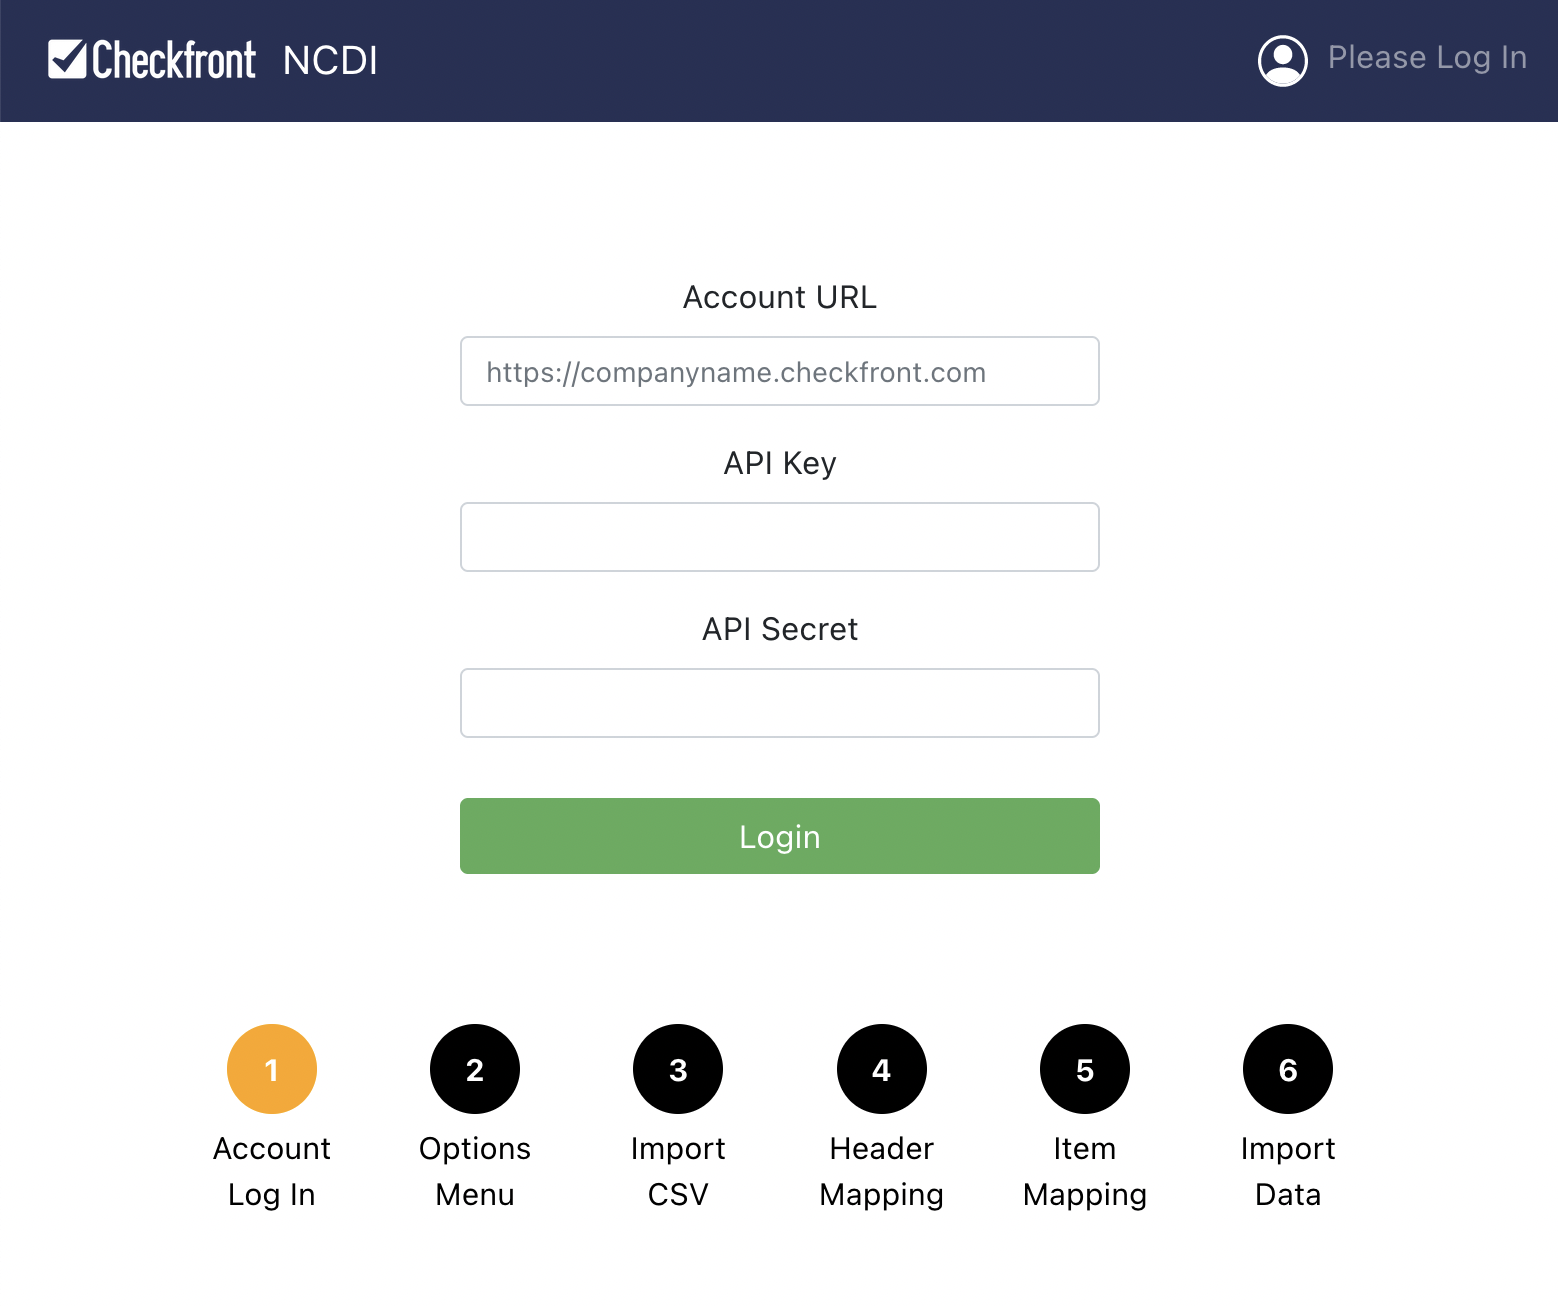 Checkfront NCDI
Please Log In
Account URL
https://companyname.checkfront.com
API Key
API Secret
Login
1
2
3
4
5
6
Account
Log In
Options
Menu
Import
CSV
Header
Mapping
Item
Mapping
Import
Data